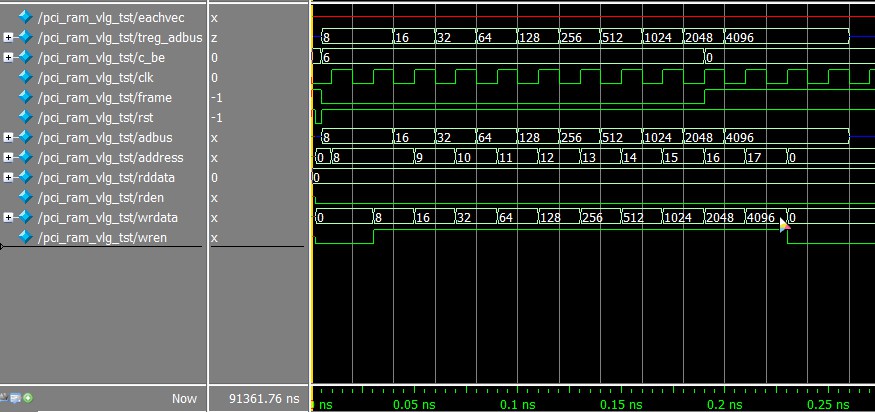 /pci_ram_vlg_tst/eachvec x
/pci_ram_vlg_tst/treg_adbus z 8 16 32 64 128 256 512 1024 2048 4096
/pci_ram_vlg_tst/c_be 0 6 0
/pci_ram_vlg_tst/clk 0
/pci_ram_vlg_tst/frame -1
/pci_ram_vlg_tst/rst -1
/pci_ram_vlg_tst/adbus x 8 16 32 64 128 256 512 1024 2048 4096
/pci_ram_vlg_tst/address x 0 8 9 10 11 12 13 14 15 16 17 0
/pci_ram_vlg_tst/rddata 0 0
/pci_ram_vlg_tst/rden x
/pci_ram_vlg_tst/wrdata x 0 8 16 32 64 128 256 512 1024 2048 4096 0
/pci_ram_vlg_tst/wren x
Now 91361.76 ns ns 0.05 ns 0.1 ns 0.15 ns 0.2 ns 0.25 ns